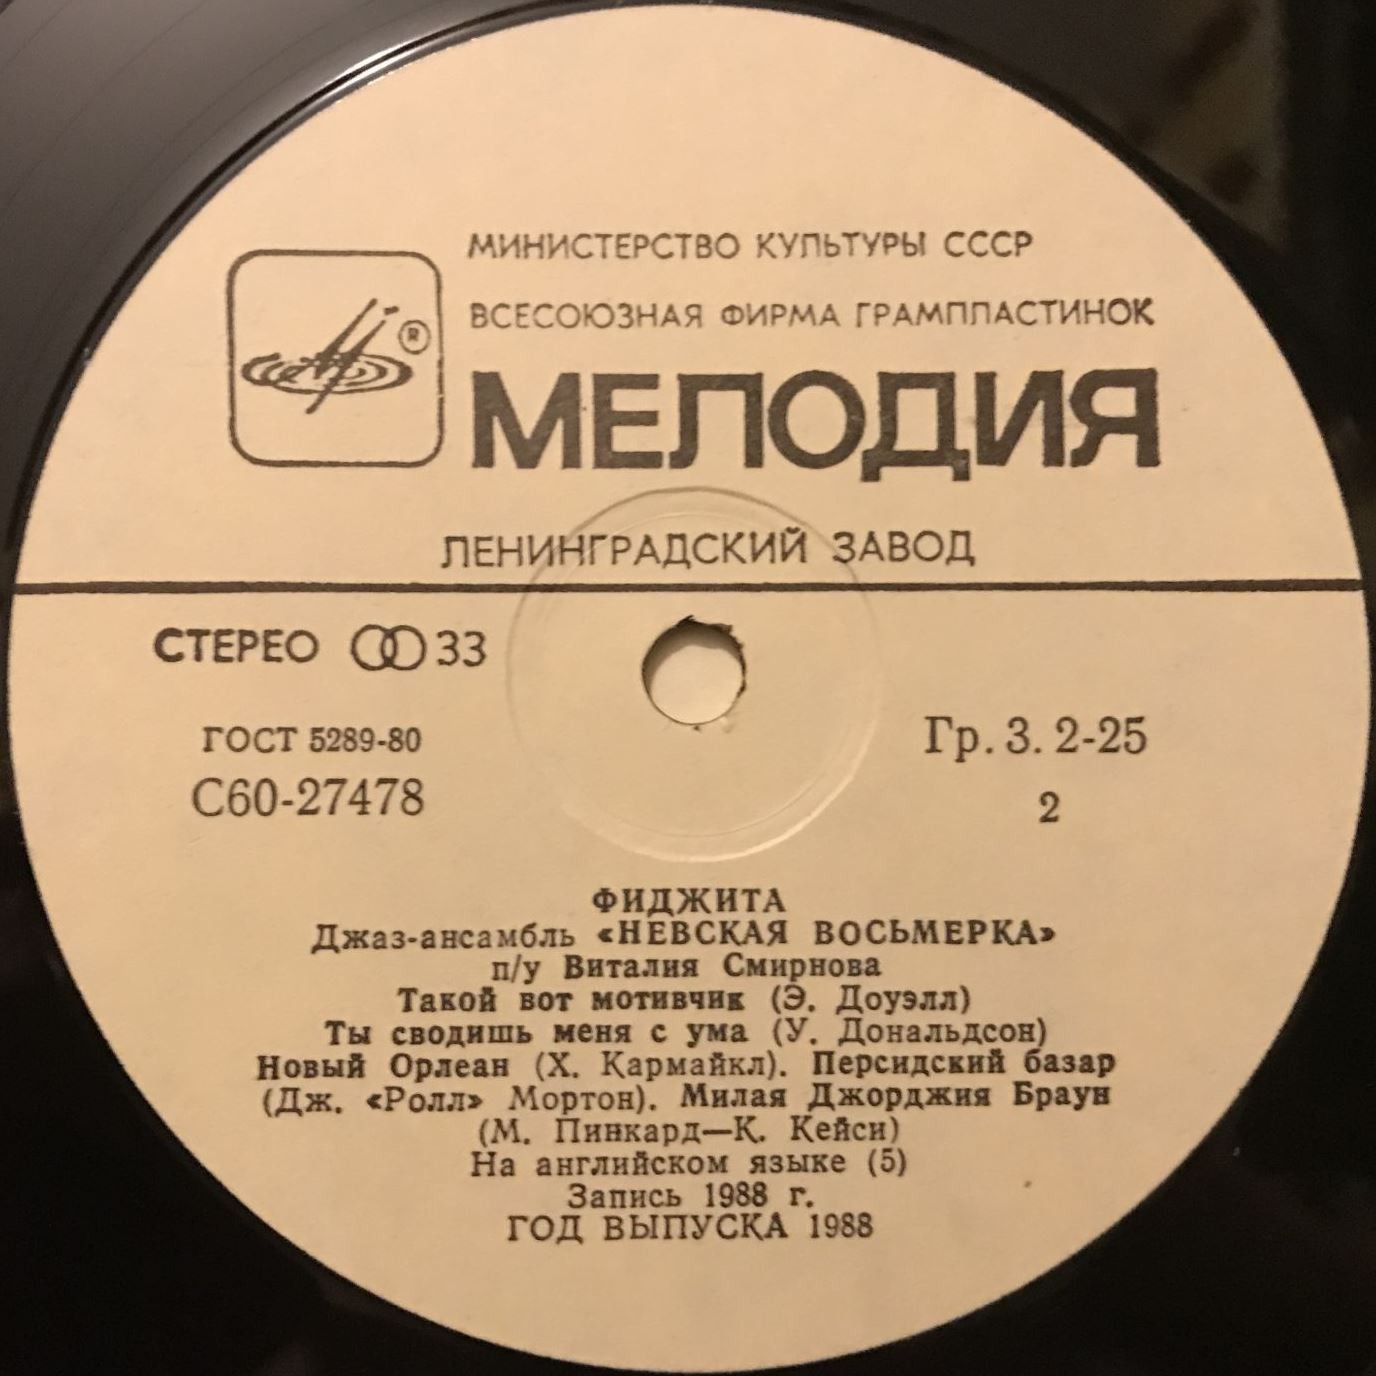 МИНИСТЕРСТВО КУЛЬТУРЫ СССР
ВСЕСОЮЗНАЯ ФИРМА ГРАМПЛАСТИНОК
®
МЕЛОДИЯ
ЛЕНИНГРАДСКИЙ ЗАВОД
СТЕРЕО 33
ГОСТ 5289-80
Гр. 3. 2-25
С60-27478
2
ФИДЖИТА
Джаз-ансамбль «НЕВСКАЯ ВОСЬМЕРКА»
п/у Виталия Смирнова
Такой вот мотивчик (Э. Доуэлл)
Ты сводишь меня с ума (У. Дональдсон)
Новый Орлеан (Х. Кармайкл). Персидский базар
(Дж. «Ролл» Мортон). Милая Джорджия Браун
(М. Пинкард—К. Кейси)
На английском языке (5)
Запись 1988 г.
ГОД ВЫПУСКА 1988